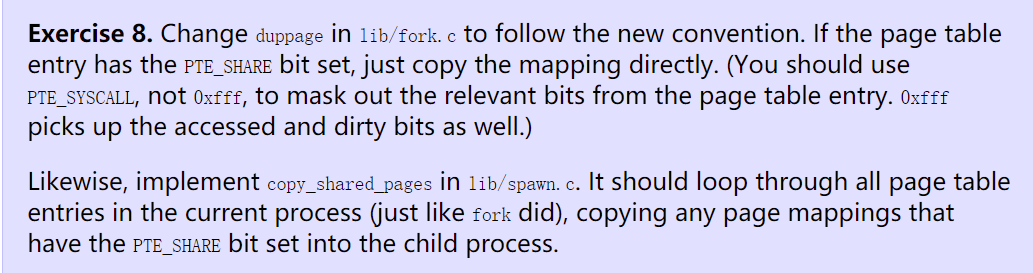 Exercise 8. Change duppage in lib/fork.c to follow the new convention. If the page table
entry has the PTE_SHARE bit set, just copy the mapping directly. (You should use
PTE_SYSCALL, not 0xfff, to mask out the relevant bits from the page table entry. 0xfff
picks up the accessed and dirty bits as well.)
Likewise, implement copy_shared_pages in lib/spawn.c. It should loop through all page table
entries in the current process (just like fork did), copying any page mappings that
have the PTE_SHARE bit set into the child process.